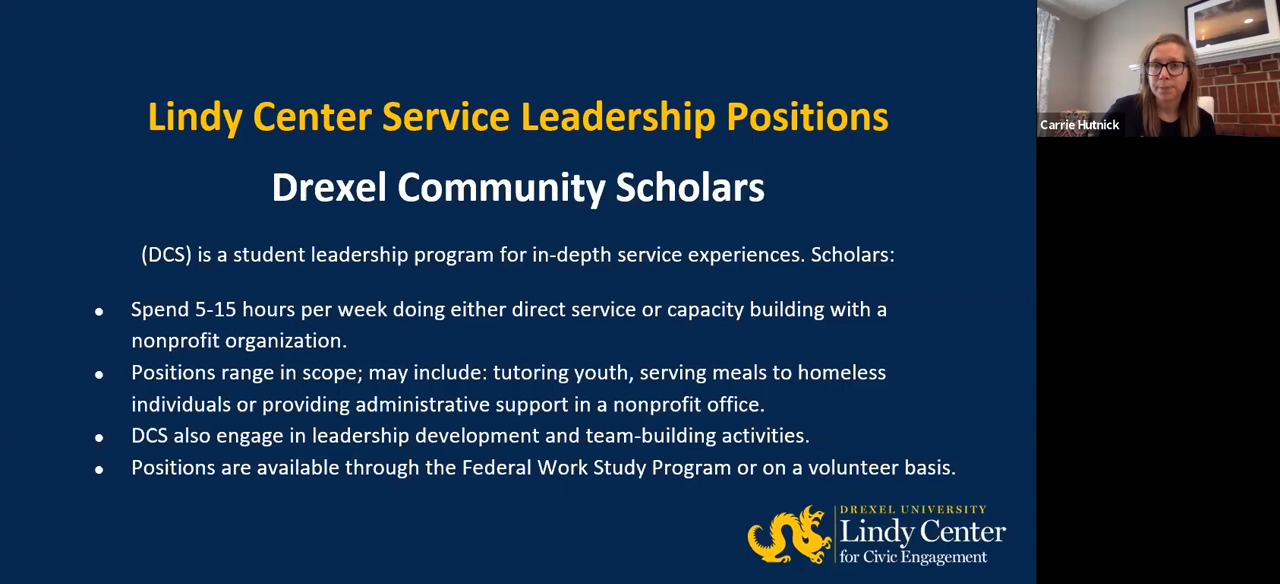 Lindy Center Service Leadership Positions
Drexel Community Scholars
(DCS) is a student leadership program for in-depth service experiences. Scholars:
● Spend 5-15 hours per week doing either direct service or capacity building with a
nonprofit organization.
● Positions range in scope; may include: tutoring youth, serving meals to homeless
individuals or providing administrative support in a nonprofit office.
● DCS also engage in leadership development and team-building activities.
● Positions are available through the Federal Work Study Program or on a volunteer basis.
DREXEL UNIVERSITY
Lindy Center
for Civic Engagement
Carrie Hutnick